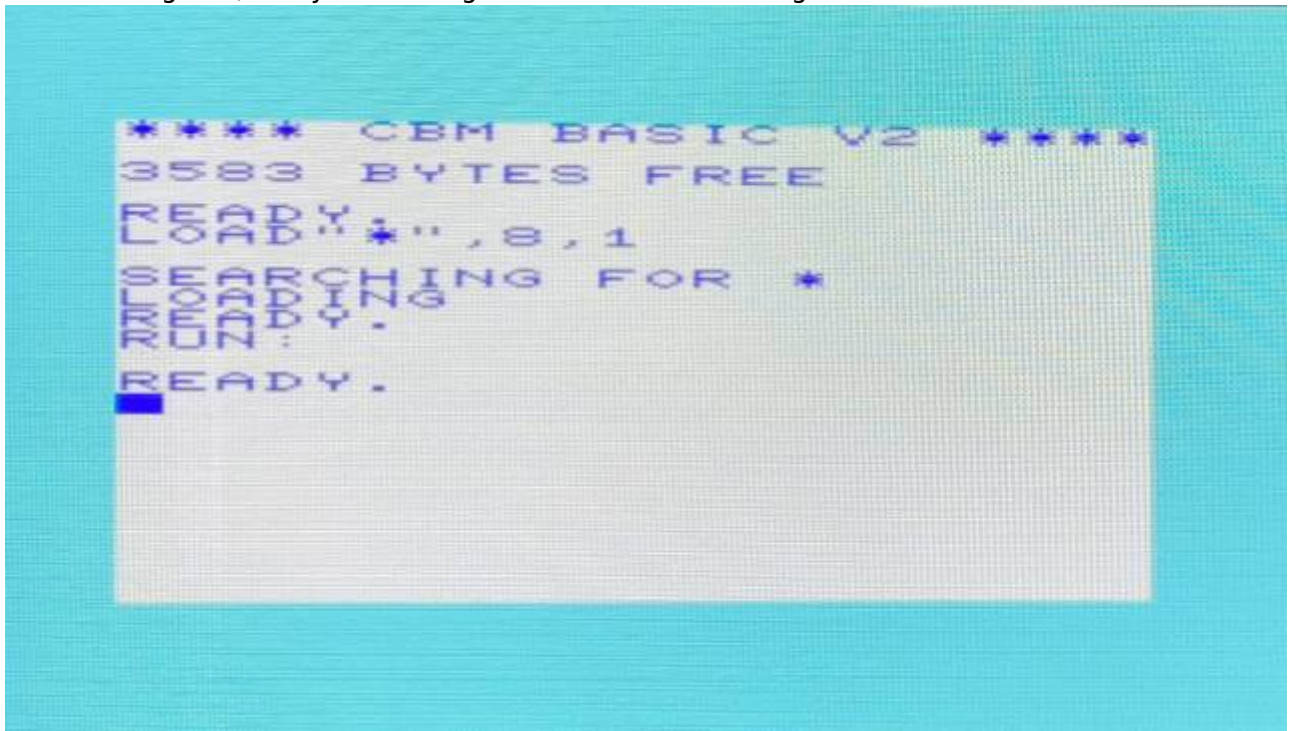 **** CBM BASIC V2 ****
3583 BYTES FREE
READY.
LOAD"*",8,1
SEARCHING FOR *
LOADING
READY.
RUN:
READY.